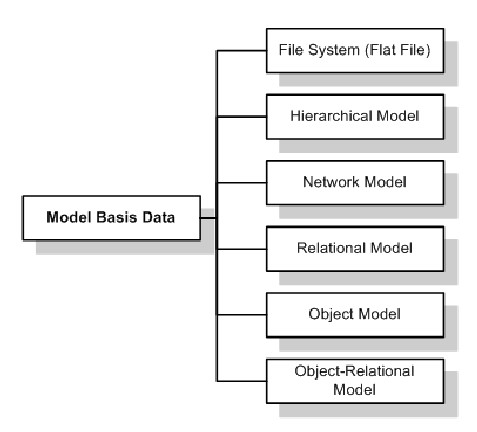 File System (Flat File)
Hierarchical Model
Network Model
Model Basis Data
Relational Model
Object Model
Object-Relational
Model